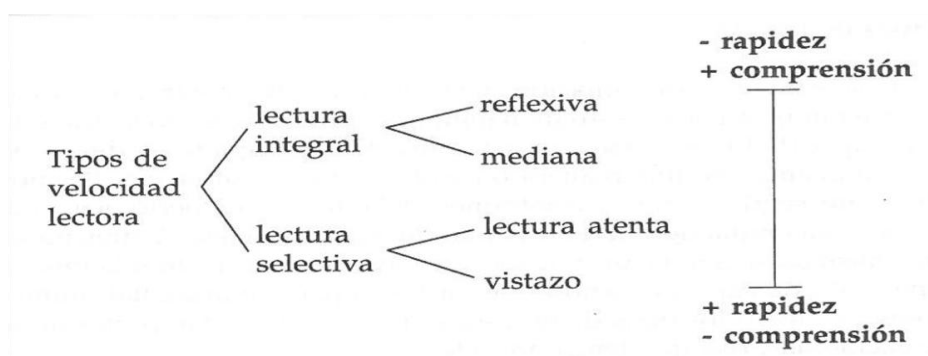 - rapidez
+ comprensión
lectura
integral
reflexiva
mediana
Tipos de
velocidad
lectora
lectura
selectiva
lectura atenta
vistazo
+ rapidez
- comprensión